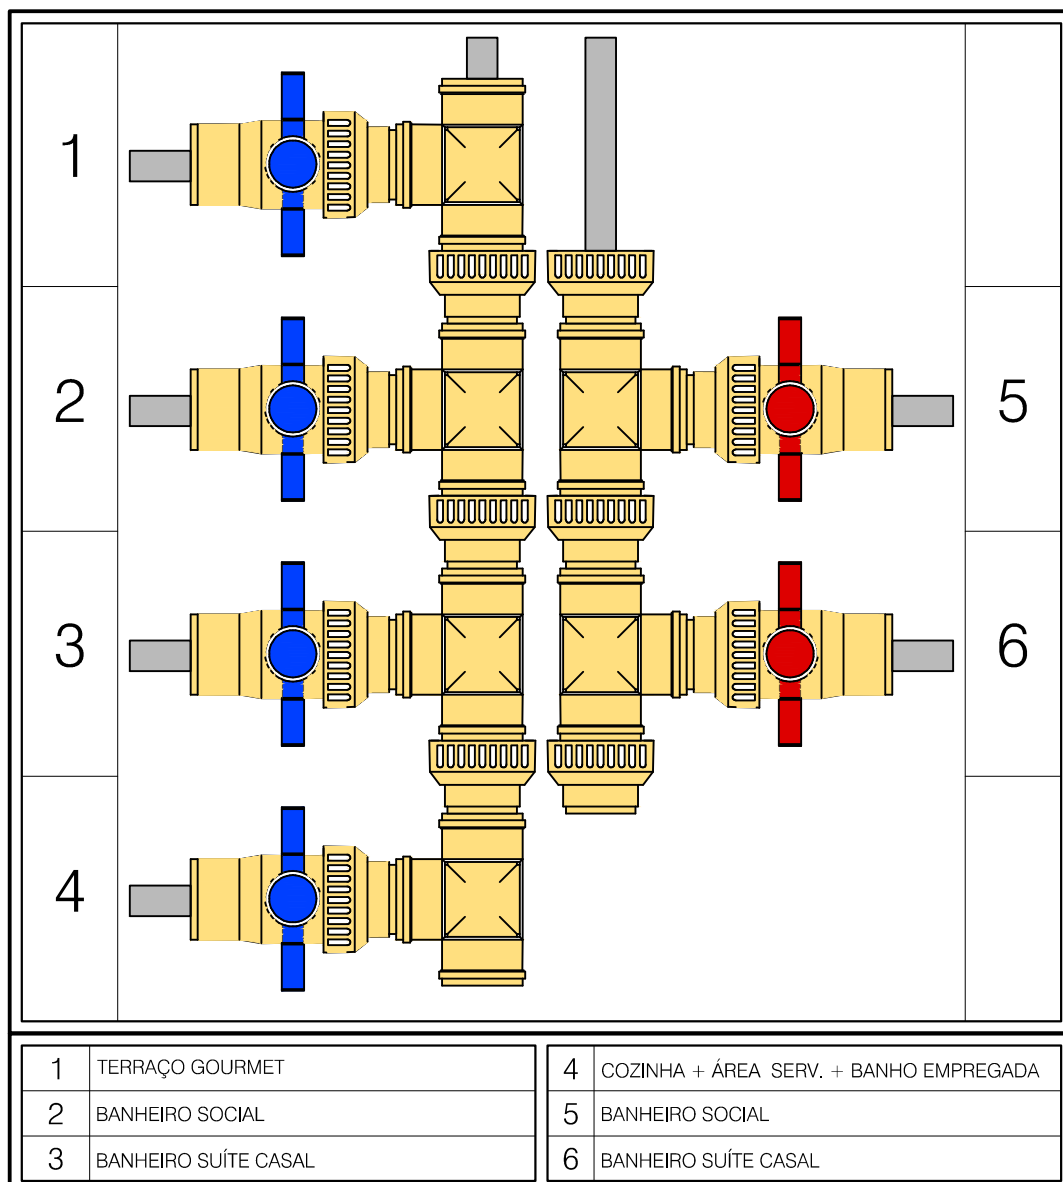 1
2
5
3
6
4
1 TERRAÇO GOURMET
2 BANHEIRO SOCIAL
3 BANHEIRO SUÍTE CASAL
4 COZINHA + ÁREA SERV. + BANHO EMPREGADA
5 BANHEIRO SOCIAL
6 BANHEIRO SUÍTE CASAL